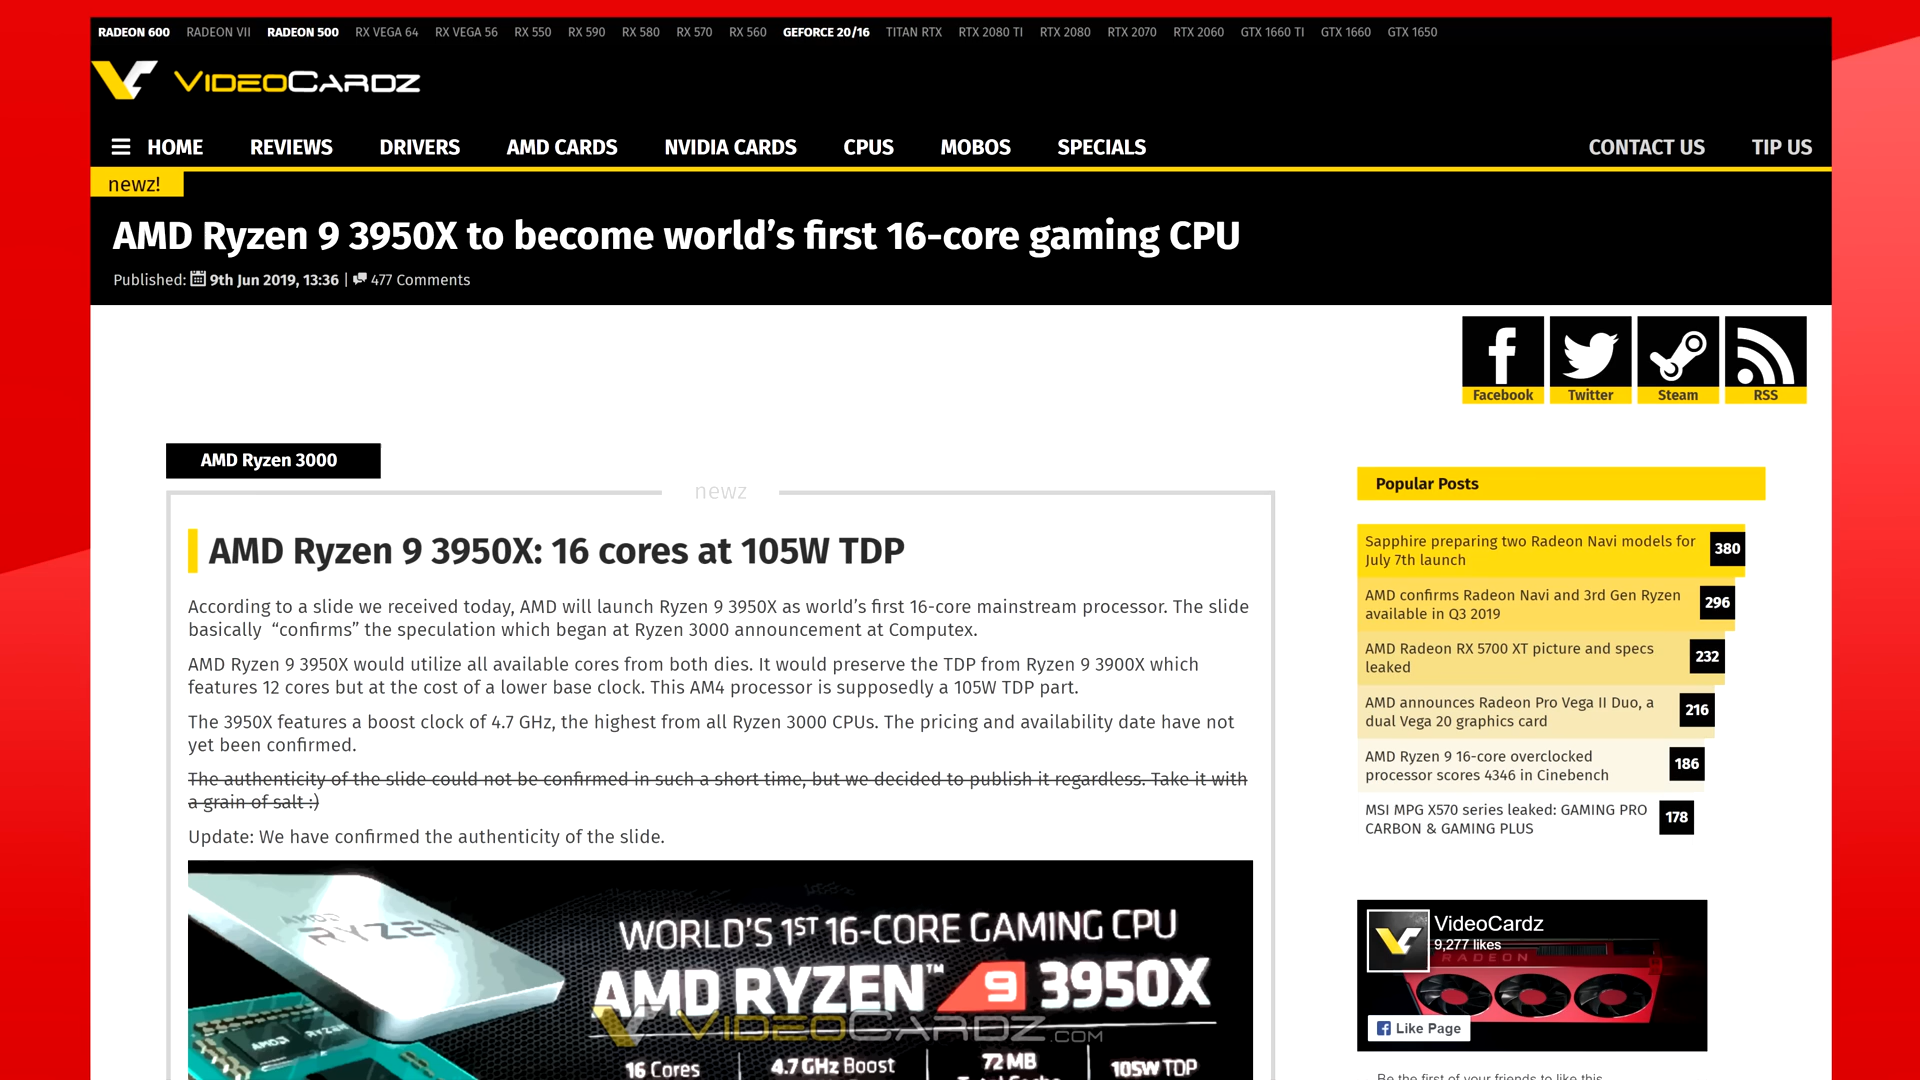 RADEON 600 RADEON VII RADEON 500 RX VEGA 64 RX VEGA 56 RX 550 RX 590 RX 580 RX 570 RX 560 GEFORCE 20/16 TITAN RTX RTX 2080 TI RTX 2080 RTX 2070 RTX 2060 GTX 1660 TI GTX 1660 GTX 1650
VIDEOCARDZ
HOME REVIEWS DRIVERS AMD CARDS NVIDIA CARDS CPUS MOBOS SPECIALS CONTACT US TIP US
newz!
AMD Ryzen 9 3950X to become world’s first 16-core gaming CPU
Published: 9th Jun 2019, 13:36 | 477 Comments
Facebook Twitter Steam RSS
AMD Ryzen 3000
newz
AMD Ryzen 9 3950X: 16 cores at 105W TDP
According to a slide we received today, AMD will launch Ryzen 9 3950X as world’s first 16-core mainstream processor. The slide
basically “confirms” the speculation which began at Ryzen 3000 announcement at Computex.
AMD Ryzen 9 3950X would utilize all available cores from both dies. It would preserve the TDP from Ryzen 9 3900X which
features 12 cores but at the cost of a lower base clock. This AM4 processor is supposedly a 105W TDP part.
The 3950X features a boost clock of 4.7 GHz, the highest from all Ryzen 3000 CPUs. The pricing and availability date have not
yet been confirmed.
The authenticity of the slide could not be confirmed in such a short time, but we decided to publish it regardless. Take it with
a grain of salt :)
Update: We have confirmed the authenticity of the slide.
AMD
RYZEN
AMD
RYZEN
WORLD'S 1ST 16-CORE GAMING CPU
AMD RYZEN™ 9 3950X
VIDEOCARDZ.COM
16 Cores 4.7GHz Boost 72MB 105W TDP
Total Cache
Popular Posts
Sapphire preparing two Radeon Navi models for
July 7th launch
380
AMD confirms Radeon Navi and 3rd Gen Ryzen
available in Q3 2019
296
AMD Radeon RX 5700 XT picture and specs
leaked
232
AMD announces Radeon Pro Vega II Duo, a
dual Vega 20 graphics card
216
AMD Ryzen 9 16-core overclocked
processor scores 4346 in Cinebench
186
MSI MPG X570 series leaked: GAMING PRO
CARBON & GAMING PLUS
178
VideoCardz
9,277 likes
RADEON
Like Page
Be the first of your friends to like this